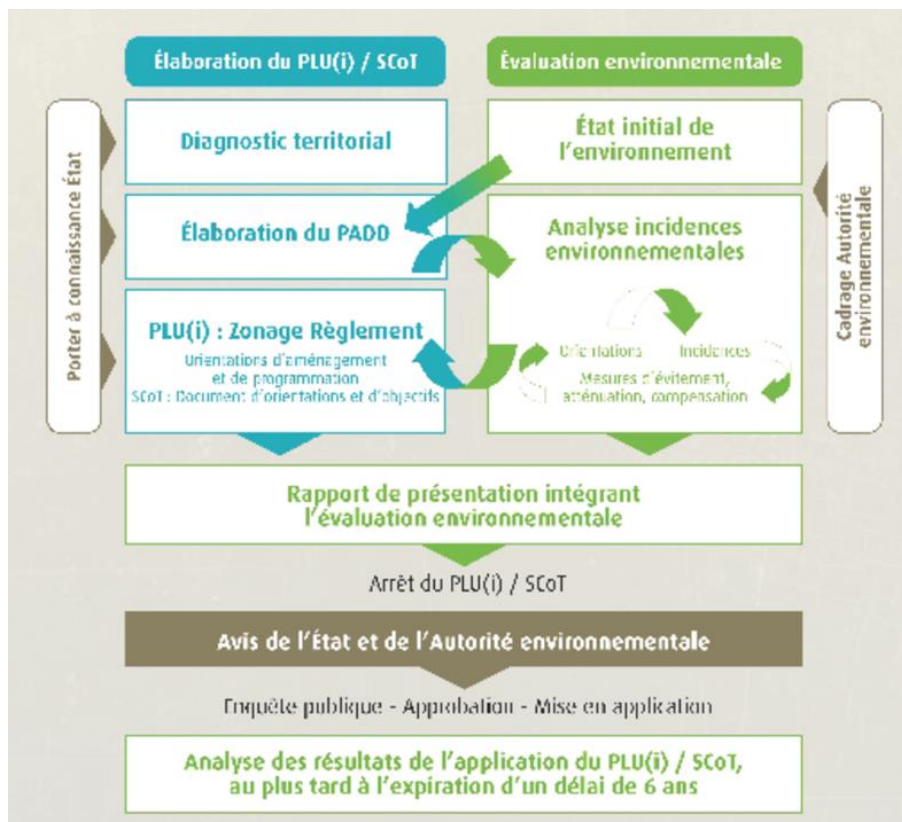 Élaboration du PLU(i) / SCoT
Évaluation environnementale
Porter à connaissance État
Diagnostic territorial
État initial de
l'environnement
Élaboration du PADD
Analyse incidences
environnementales
PLU(i) : Zonage Règlement
Orientations d'aménagement
et de programmation
SCoT : Document d'orientations et d'objectifs
Orientations
Incidences
Mesures d'évitement,
atténuation, compensation
Cadrage Autorité
environnementale
Rapport de présentation intégrant
l'évaluation environnementale
Arrêt du PLU(i) / SCoT
Avis de l'État et de l'Autorité environnementale
Enquête publique - Approbation - Mise en application
Analyse des résultats de l'application du PLU(i) / SCoT,
au plus tard à l'expiration d'un délai de 6 ans